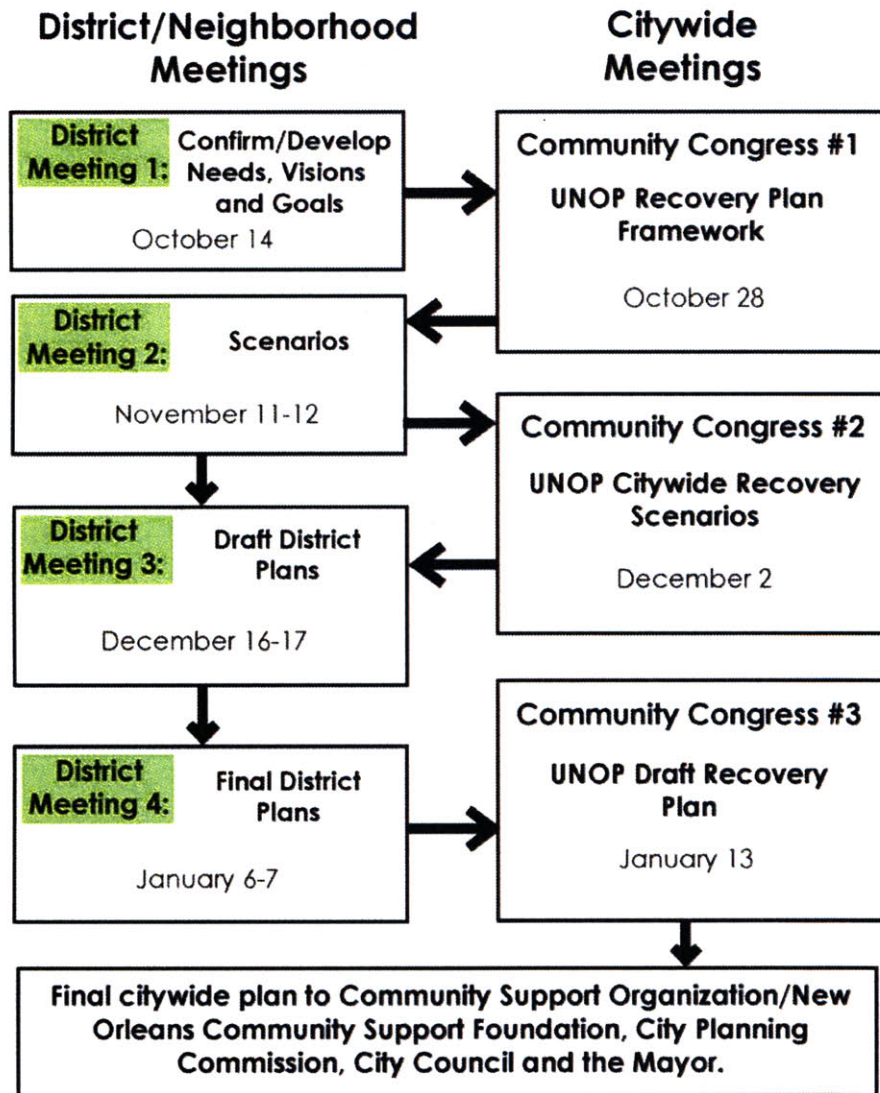 District/Neighborhood
Meetings
Citywide
Meetings
District
Meeting 1:
Confirm/Develop
Needs, Visions
and Goals
October 14
Community Congress #1
UNOP Recovery Plan
Framework
October 28
District
Meeting 2:
Scenarios
November 11-12
Community Congress #2
UNOP Citywide Recovery
Scenarios
December 2
District
Meeting 3:
Draft District
Plans
December 16-17
Community Congress #3
UNOP Draft Recovery
Plan
January 13
District
Meeting 4:
Final District
Plans
January 6-7
Final citywide plan to Community Support Organization/New
Orleans Community Support Foundation, City Planning
Commission, City Council and the Mayor.